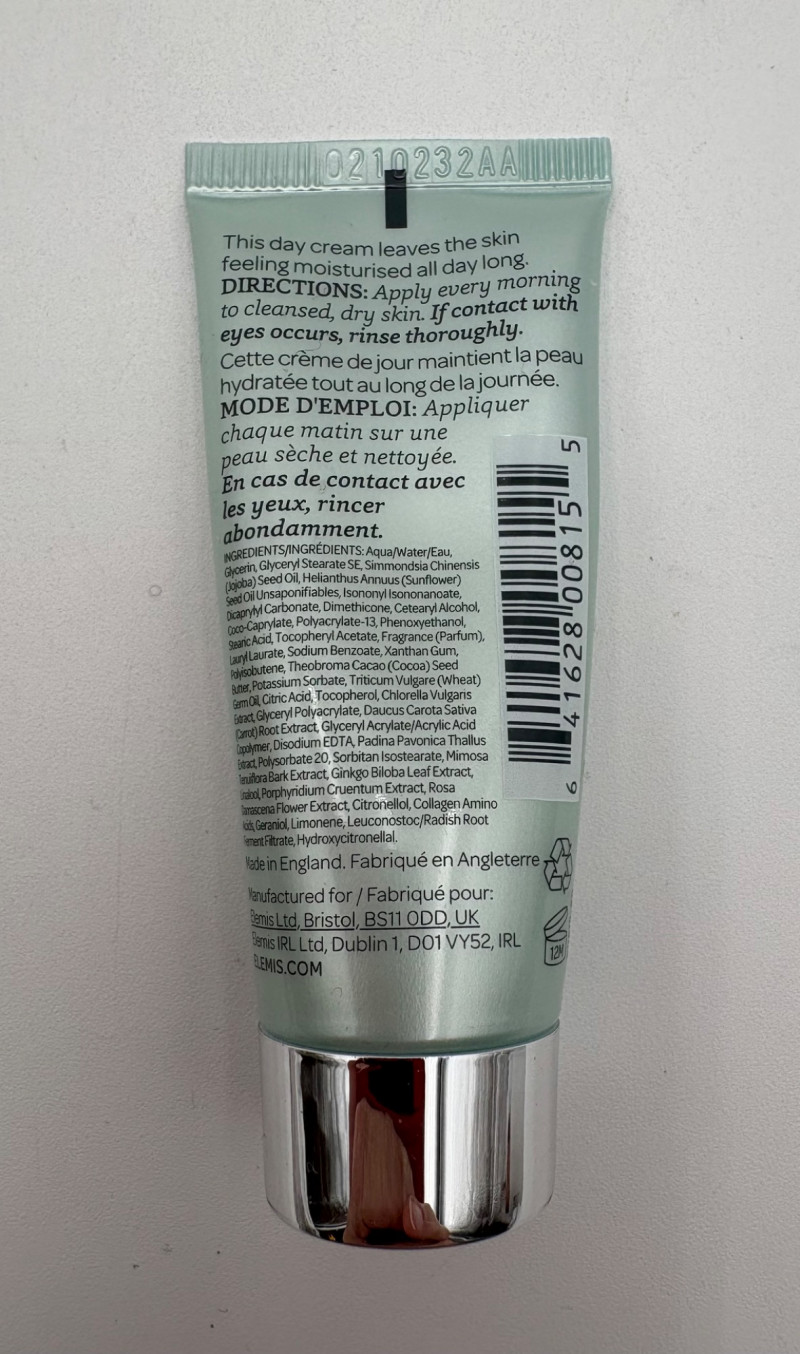 0210232AA
This day cream leaves the skin
feeling moisturised all day long.
DIRECTIONS: Apply every morning
to cleansed, dry skin. If contact with
eyes occurs, rinse thoroughly.
Cette crème de jour maintient la peau
hydratée tout au long de la journée.
MODE D'EMPLOI: Appliquer
chaque matin sur une
peau sèche et nettoyée.
En cas de contact avec
les yeux, rincer
abondamment.
INGREDIENTS/INGRÉDIENTS: Aqua/Water/Eau,
Glycerin, Glyceryl Stearate SE, Simmondsia Chinensis
(Jojoba) Seed Oil, Helianthus Annuus (Sunflower)
Seed Oil Unsaponifiables, Isononyl Isononanoate,
Dicaprylyl Carbonate, Dimethicone, Cetearyl Alcohol,
Coco-Caprylate, Polyacrylate-13, Phenoxyethanol,
Stearic Acid, Tocopheryl Acetate, Fragrance (Parfum),
Lauryl Laurate, Sodium Benzoate, Xanthan Gum,
Polyisobutene, Theobroma Cacao (Cocoa) Seed
Butter, Potassium Sorbate, Triticum Vulgare (Wheat)
Germ Oil, Citric Acid, Tocopherol, Chlorella Vulgaris
Extract, Glyceryl Polyacrylate, Daucus Carota Sativa
(Carrot) Root Extract, Glyceryl Acrylate/Acrylic Acid
Copolymer, Disodium EDTA, Padina Pavonica Thallus
Extract, Polysorbate 20, Sorbitan Isostearate, Mimosa
Tenuiflora Bark Extract, Ginkgo Biloba Leaf Extract,
Linalool, Porphyridium Cruentum Extract, Rosa
Damascena Flower Extract, Citronellol, Collagen Amino
Acids, Geraniol, Limonene, Leuconostoc/Radish Root
Ferment Filtrate, Hydroxycitronellal.
Made in England. Fabriqué en Angleterre
Manufactured for / Fabriqué pour:
Elemis Ltd, Bristol, BS11 0DD, UK
Elemis IRL Ltd, Dublin 1, D01 VY52, IRL
ELEMIS.COM
12M
6 41628 00815 5